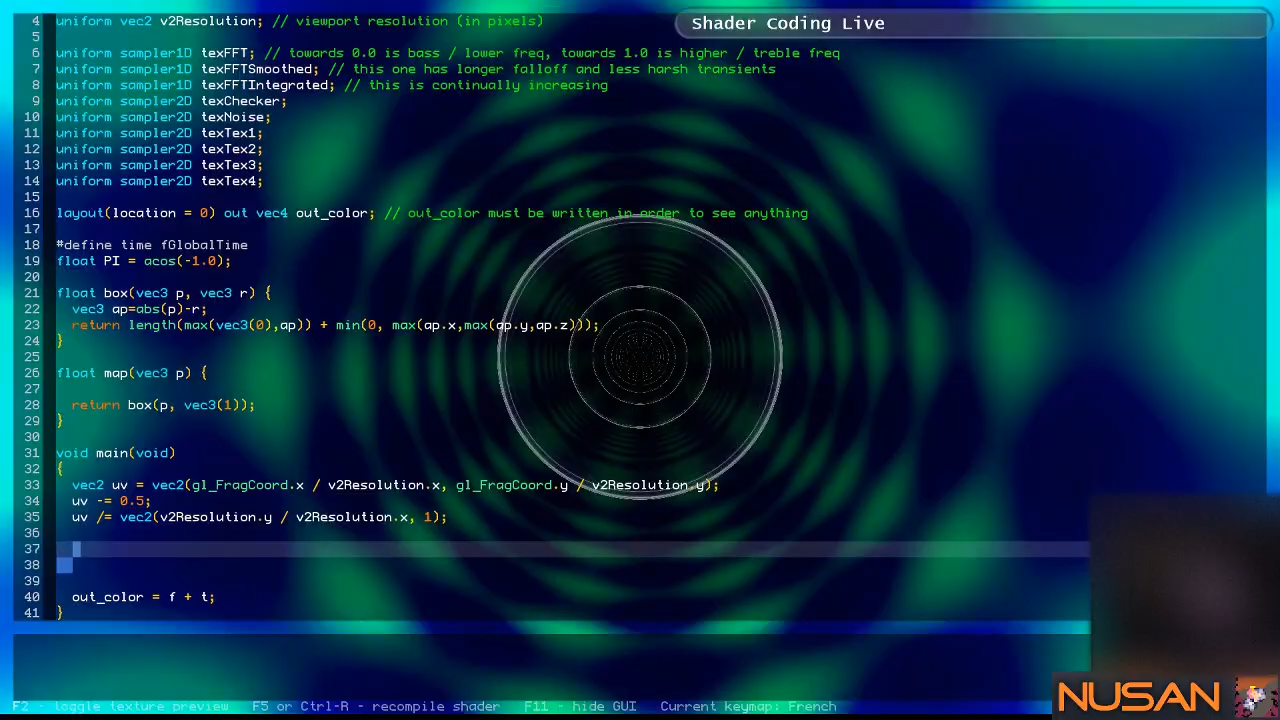 Shader Coding Live
4 uniform vec2 v2Resolution; // viewport resolution (in pixels)
5
6 uniform sampler1D texFFT; // towards 0.0 is bass / lower freq, towards 1.0 is higher / treble freq
7 uniform sampler1D texFFTSmoothed; // this one has longer falloff and less harsh transients
8 uniform sampler1D texFFTIntegrated; // this is continually increasing
9 uniform sampler2D texChecker;
10 uniform sampler2D texNoise;
11 uniform sampler2D texTex1;
12 uniform sampler2D texTex2;
13 uniform sampler2D texTex3;
14 uniform sampler2D texTex4;
15
16 layout(location = 0) out vec4 out_color; // out_color must be written in order to see anything
17
18 #define time fGlobalTime
19 float PI = acos(-1.0);
20
21 float box(vec3 p, vec3 r) {
22   vec3 ap=abs(p)-r;
23   return length(max(vec3(0),ap)) + min(0, max(ap.x,max(ap.y,ap.z)));
24 }
25
26 float map(vec3 p) {
27
28   return box(p, vec3(1));
29 }
30
31 void main(void)
32 {
33   vec2 uv = vec2(gl_FragCoord.x / v2Resolution.x, gl_FragCoord.y / v2Resolution.y);
34   uv -= 0.5;
35   uv /= vec2(v2Resolution.y / v2Resolution.x, 1);
36
37
38
39
40   out_color = f + t;
41 }
F2 - toggle texture preview   F5 or Ctrl-R - recompile shader   F11 - hide GUI   Current keymap: French
NUSAN